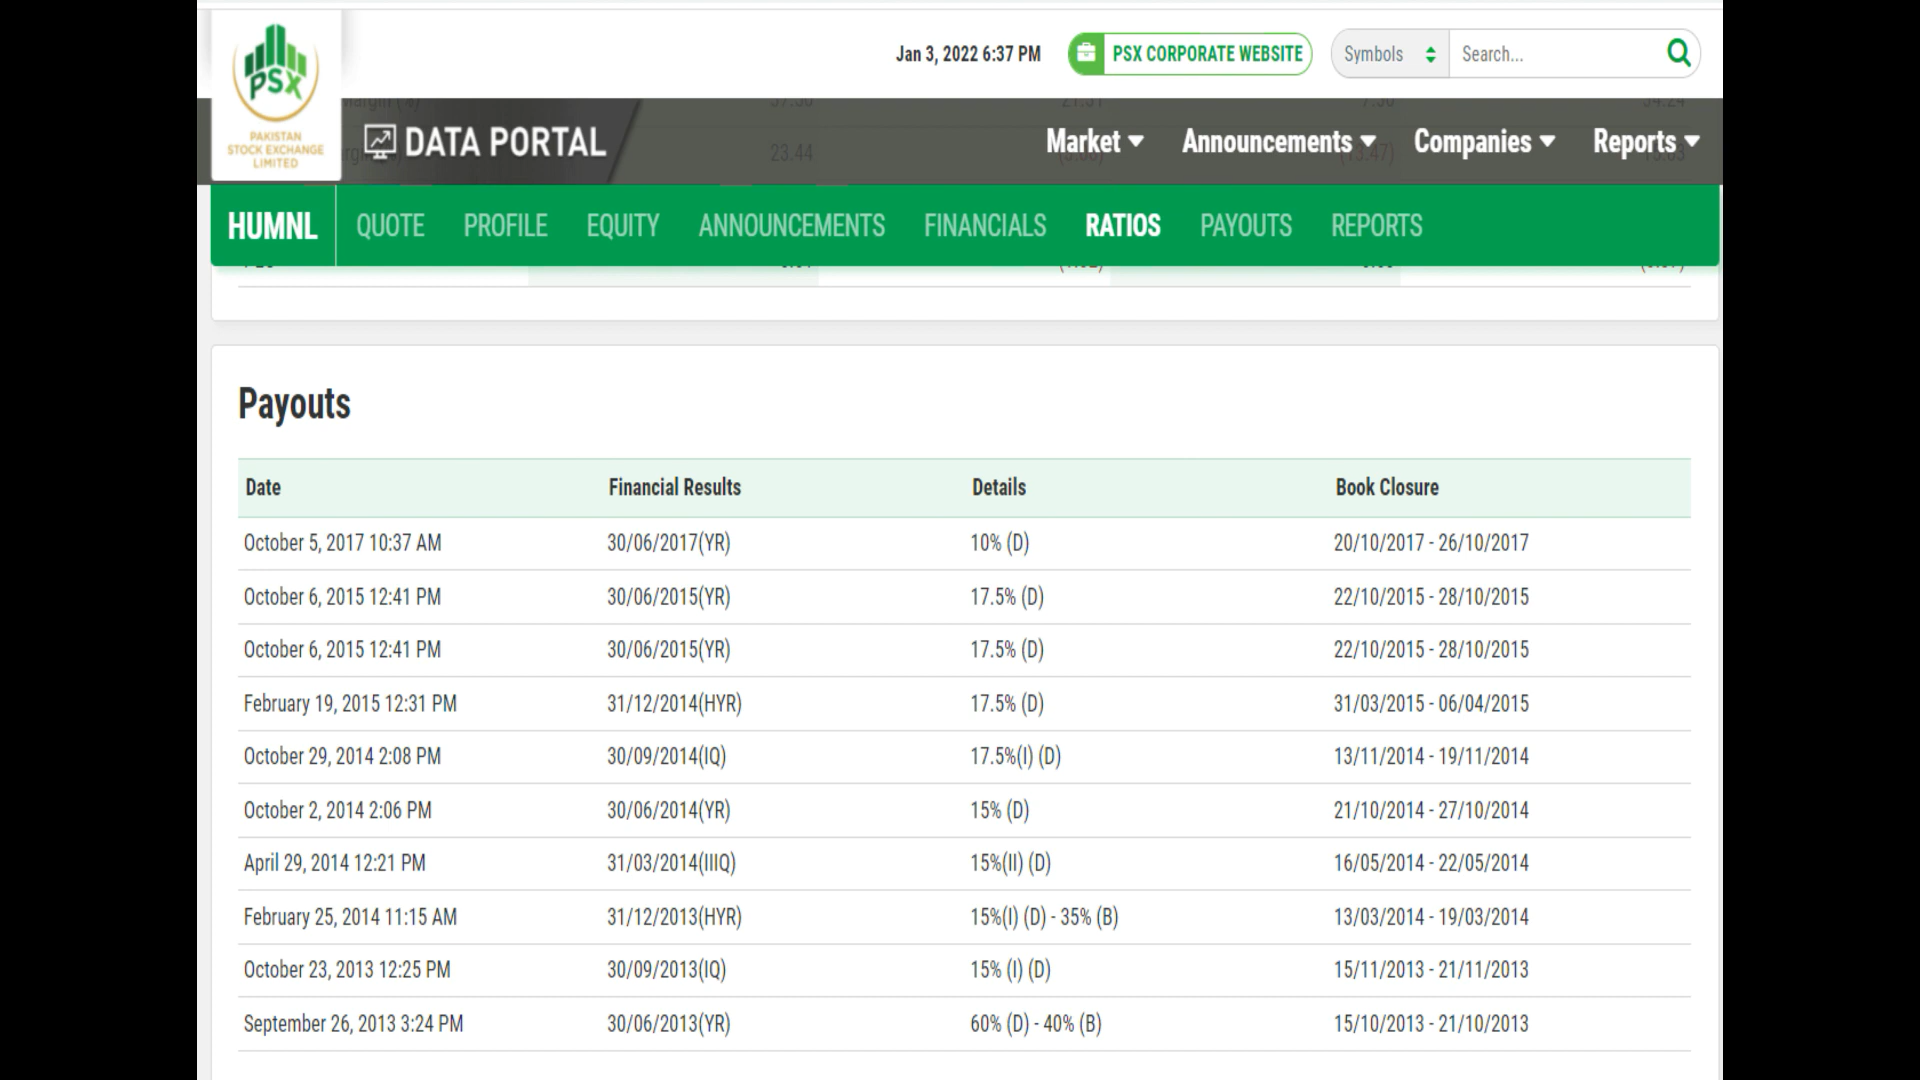 Jan 3, 2022 6:37 PM
PSX CORPORATE WEBSITE
Symbols
Search...
PSX
PAKISTAN
STOCK EXCHANGE
LIMITED
DATA PORTAL
Market
Announcements
Companies
Reports
23.44
HUMNL
QUOTE
PROFILE
EQUITY
ANNOUNCEMENTS
FINANCIALS
RATIOS
PAYOUTS
REPORTS
Payouts
Date Financial Results Details Book Closure
October 5, 2017 10:37 AM 30/06/2017(YR) 10% (D) 20/10/2017 - 26/10/2017
October 6, 2015 12:41 PM 30/06/2015(YR) 17.5% (D) 22/10/2015 - 28/10/2015
October 6, 2015 12:41 PM 30/06/2015(YR) 17.5% (D) 22/10/2015 - 28/10/2015
February 19, 2015 12:31 PM 31/12/2014(HYR) 17.5% (D) 31/03/2015 - 06/04/2015
October 29, 2014 2:08 PM 30/09/2014(IQ) 17.5%(I) (D) 13/11/2014 - 19/11/2014
October 2, 2014 2:06 PM 30/06/2014(YR) 15% (D) 21/10/2014 - 27/10/2014
April 29, 2014 12:21 PM 31/03/2014(IIIQ) 15%(II) (D) 16/05/2014 - 22/05/2014
February 25, 2014 11:15 AM 31/12/2013(HYR) 15%(I) (D) - 35% (B) 13/03/2014 - 19/03/2014
October 23, 2013 12:25 PM 30/09/2013(IQ) 15% (I) (D) 15/11/2013 - 21/11/2013
September 26, 2013 3:24 PM 30/06/2013(YR) 60% (D) - 40% (B) 15/10/2013 - 21/10/2013